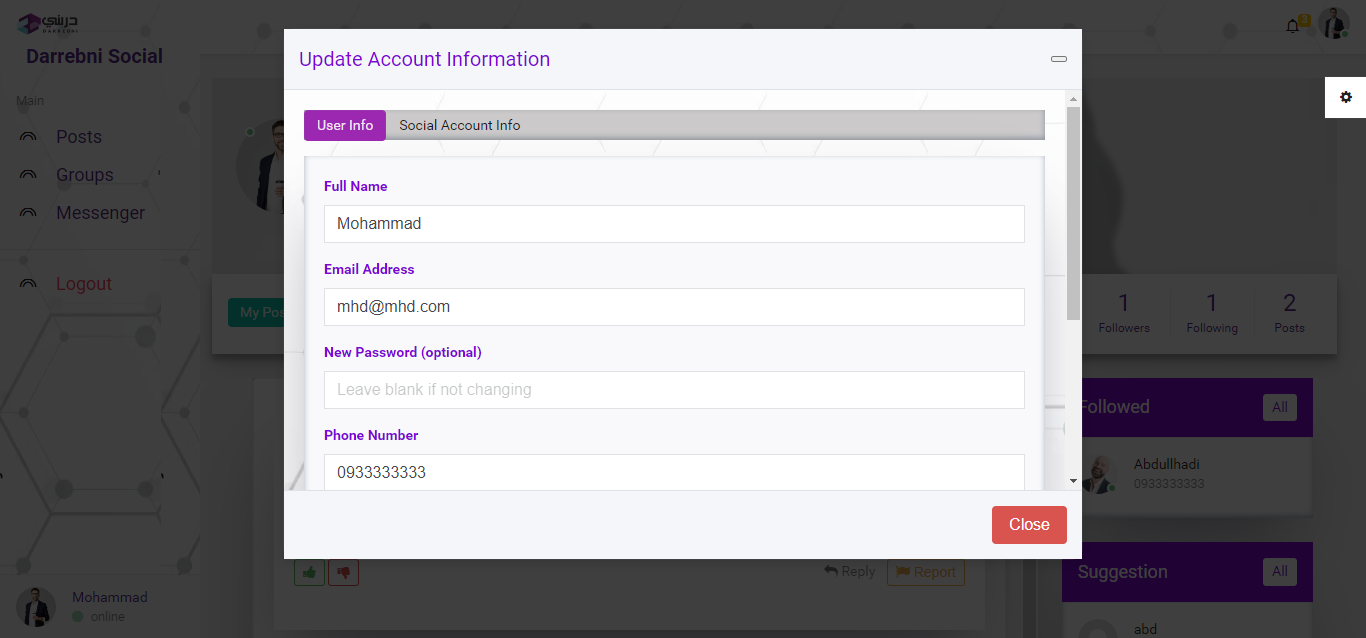 دربني
DARREBNI
Darrebni Social
3
Main
Posts
Groups
Messenger
Logout
Mohammad
online
Update Account Information
User Info
Social Account Info
Full Name
Mohammad
Email Address
mhd@mhd.com
New Password (optional)
Leave blank if not changing
Phone Number
0933333333
Close
My Pos
1
Followers
1
Following
2
Posts
Followed
All
Abdullhadi
0933333333
Reply
Report
Suggestion
All
abd